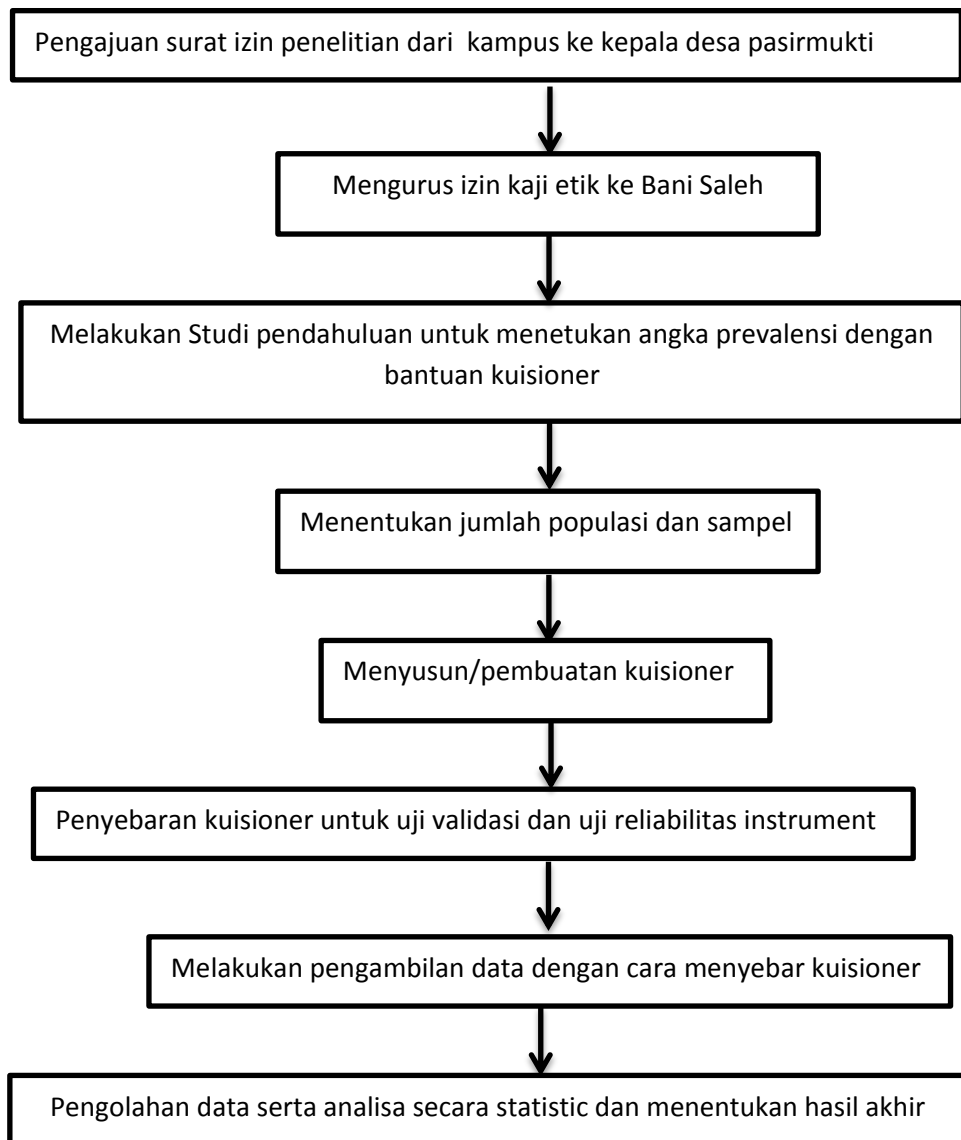 Pengajuan surat izin penelitian dari kampus ke kepala desa pasirmukti
Mengurus izin kaji etik ke Bani Saleh
Melakukan Studi pendahuluan untuk menetukan angka prevalensi dengan
bantuan kuisioner
Menentukan jumlah populasi dan sampel
Menyusun/pembuatan kuisioner
Penyebaran kuisioner untuk uji validasi dan uji reliabilitas instrument
Melakukan pengambilan data dengan cara menyebar kuisioner
Pengolahan data serta analisa secara statistic dan menentukan hasil akhir